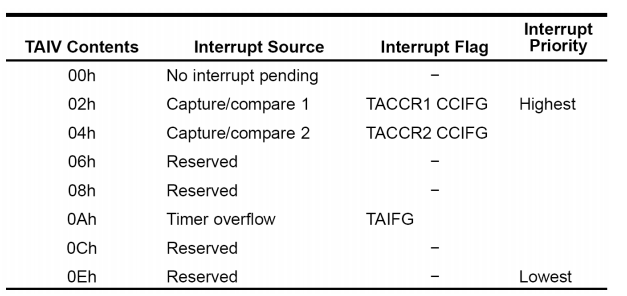 Interrupt
TAIV Contents Interrupt Source Interrupt Flag Priority
00h No interrupt pending –
02h Capture/compare 1 TACCR1 CCIFG Highest
04h Capture/compare 2 TACCR2 CCIFG
06h Reserved –
08h Reserved –
0Ah Timer overflow TAIFG
0Ch Reserved –
0Eh Reserved – Lowest